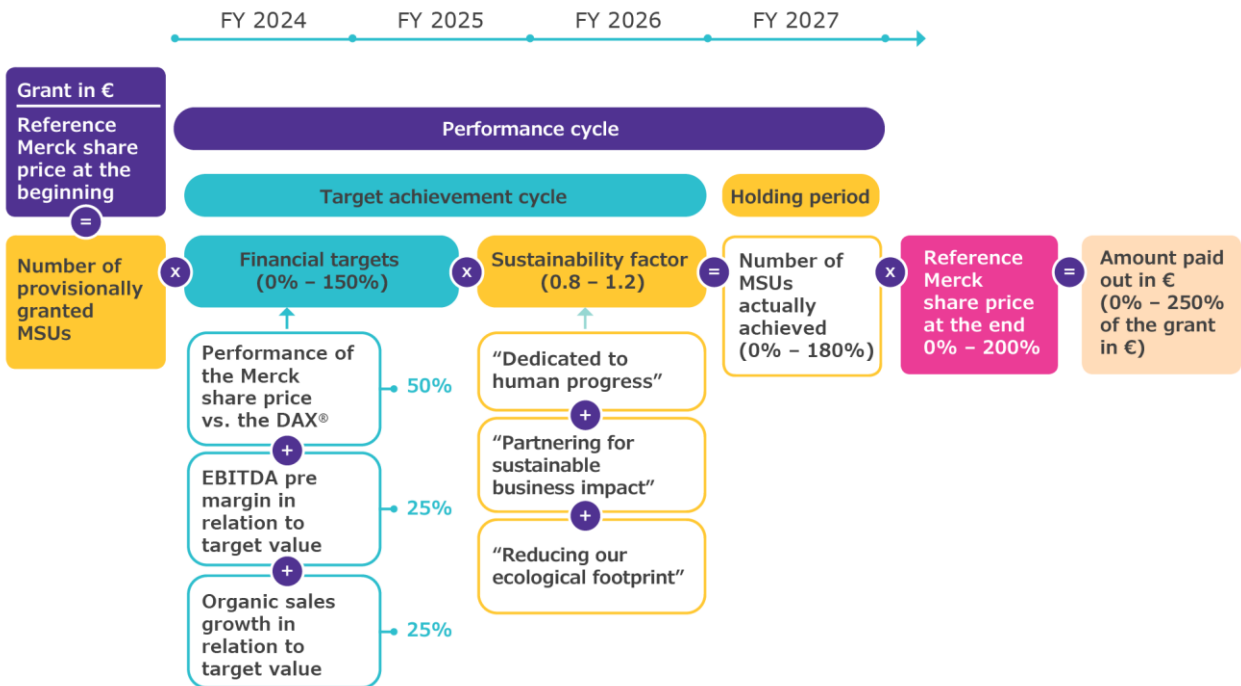 FY 2024
FY 2025
FY 2026
FY 2027
Grant in €
Reference
Merck share
price at the
beginning
=
Performance cycle
Target achievement cycle
Holding period
Number of
provisionally
granted
MSUs
x
Financial targets
(0% – 150%)
x
Sustainability factor
(0.8 – 1.2)
=
Number of
MSUs
actually
achieved
(0% – 180%)
x
Reference
Merck
share price
at the end
0% – 200%
=
Amount paid
out in €
(0% – 250%
of the grant
in €)
Performance of
the Merck
share price
vs. the DAX®
50%
+
EBITDA pre
margin in
relation to
target value
25%
+
Organic sales
growth in
relation to
target value
25%
“Dedicated to
human progress”
+
“Partnering for
sustainable
business impact”
+
“Reducing our
ecological footprint”